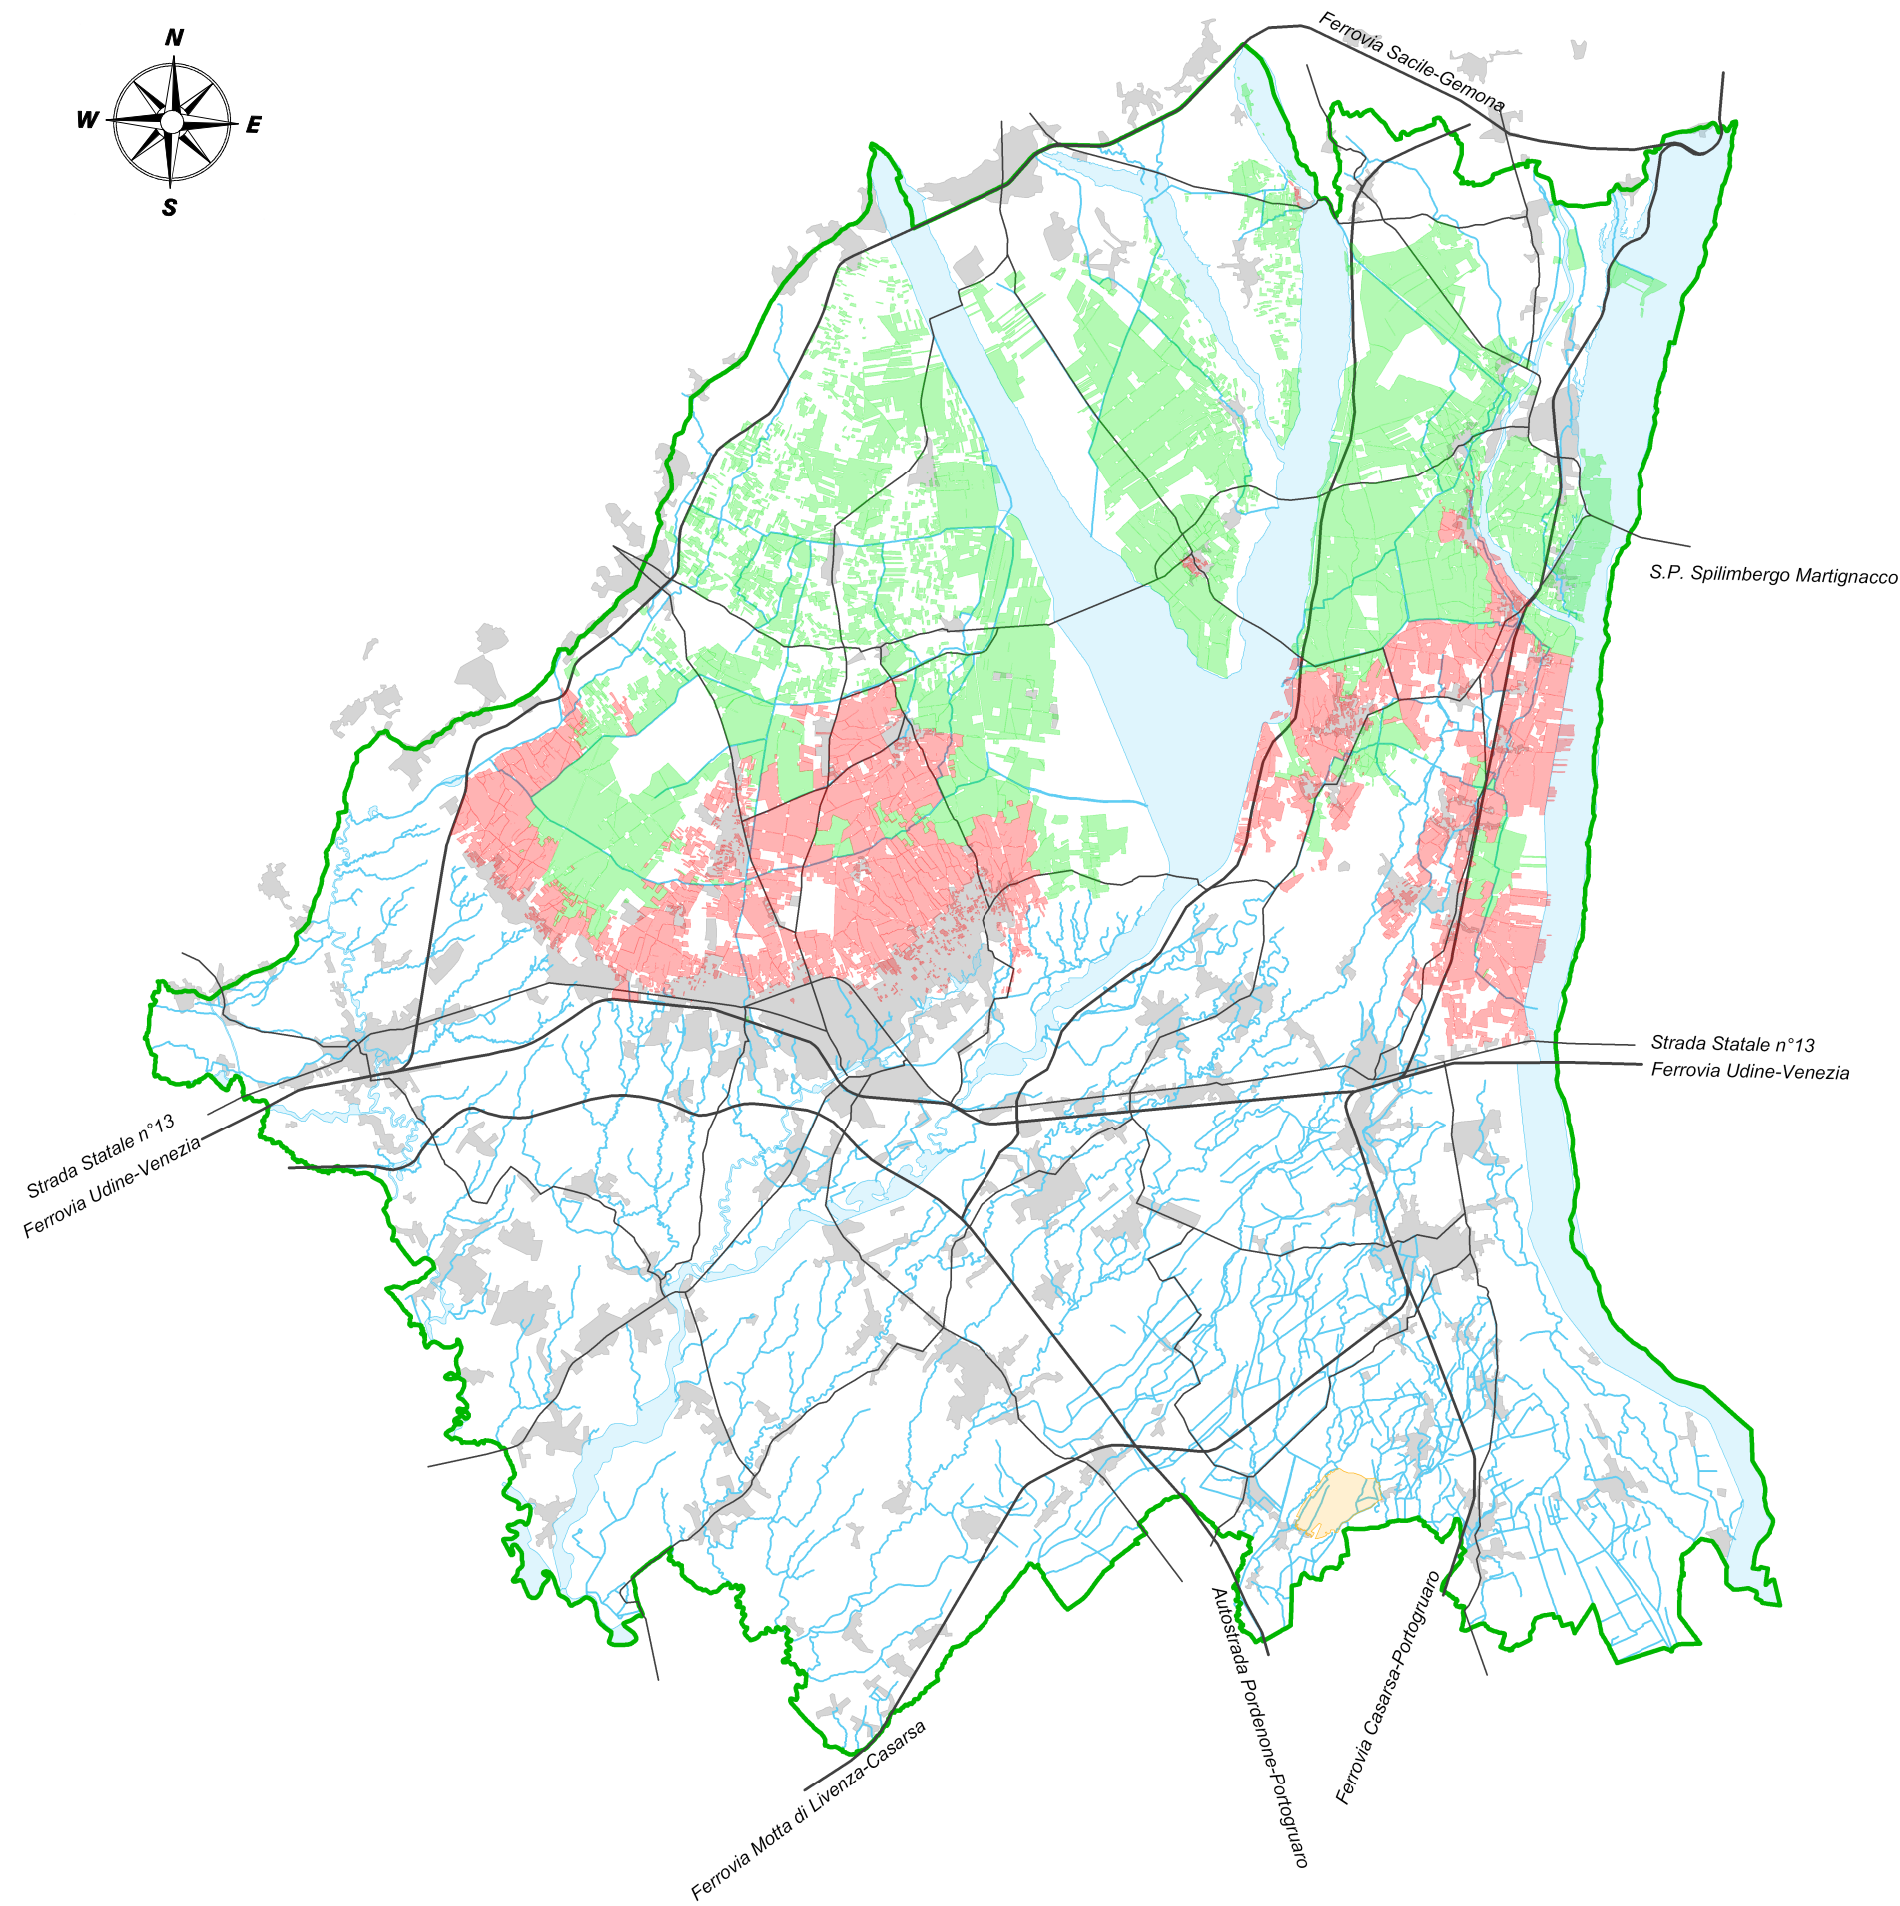 N
W
E
S
Ferrovia Sacile-Gemona
S.P. Spilimbergo Martignacco
Strada Statale n°13
Ferrovia Udine-Venezia
Strada Statale n°13
Ferrovia Udine-Venezia
Ferrovia Motta di Livenza-Casarsa
Autostrada Pordenone-Portogruaro
Ferrovia Casarsa-Portogruaro